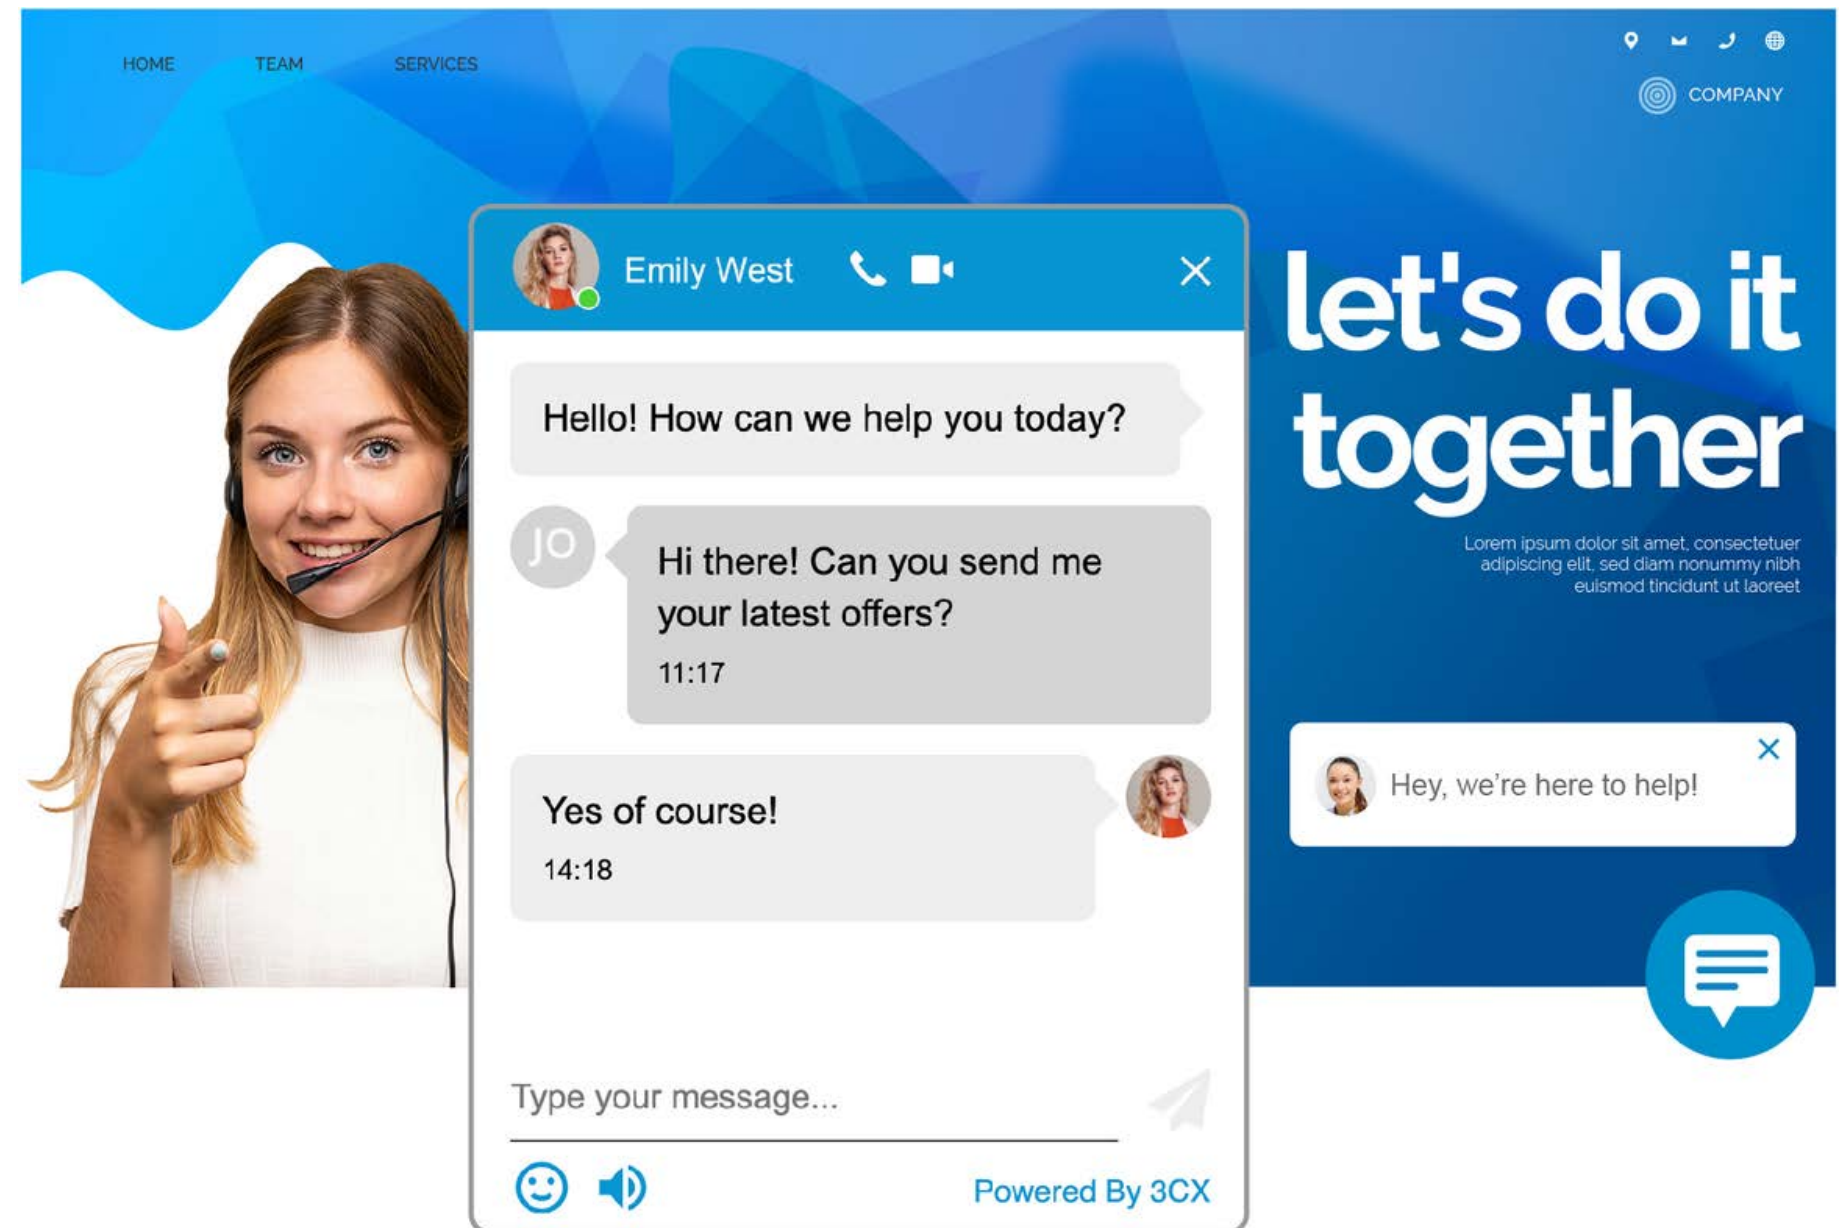 HOME TEAM SERVICES
COMPANY
Emily West
Hello! How can we help you today?
JO
Hi there! Can you send me
your latest offers?
11:17
Yes of course!
14:18
Type your message...
Powered By 3CX
let's do it
together
Lorem ipsum dolor sit amet, consectetuer
adipiscing elit, sed diam nonummy nibh
euismod tincidunt ut laoreet
Hey, we're here to help!